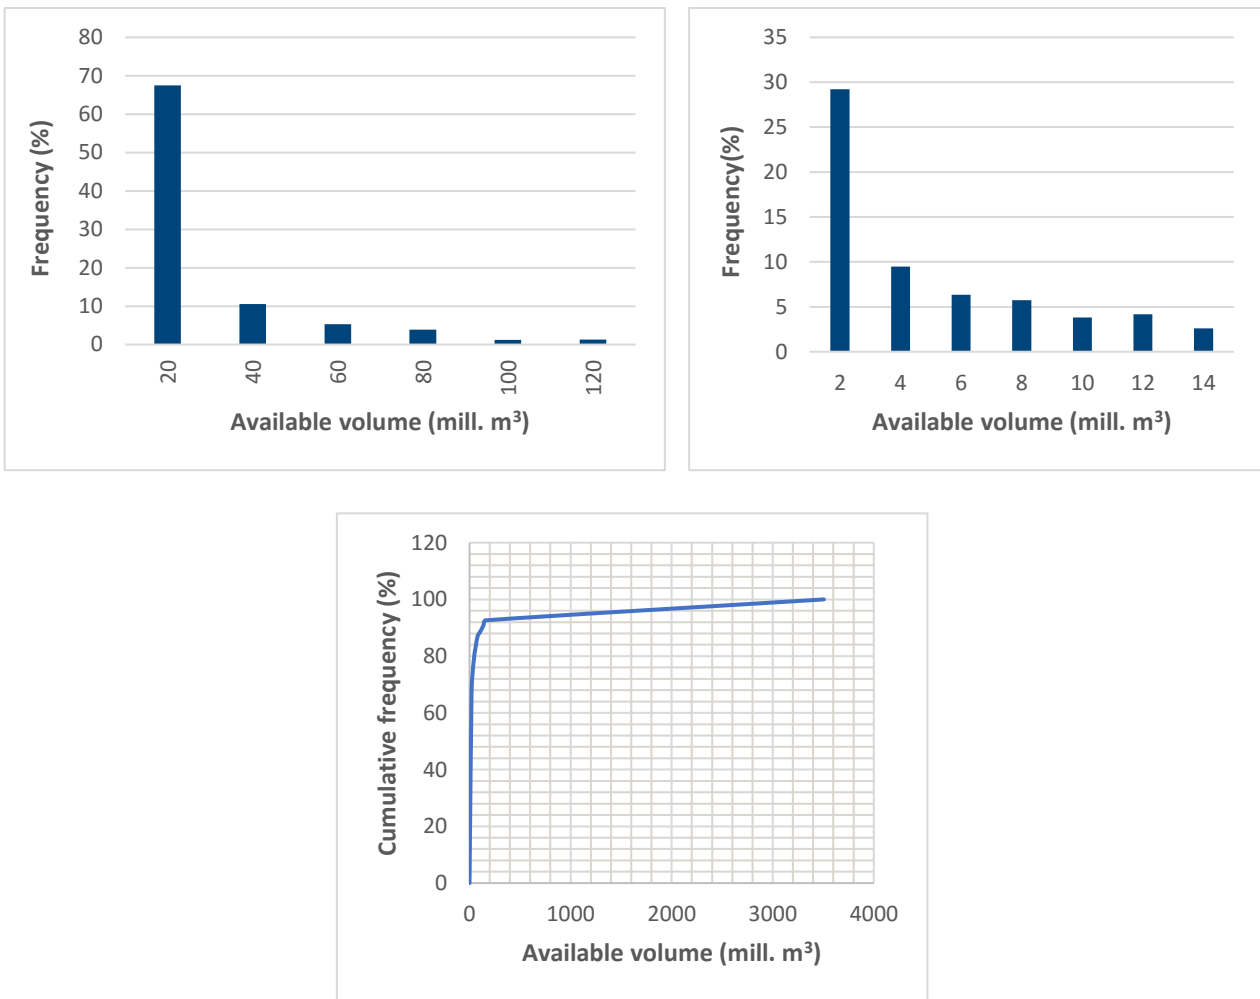 80
70
60
50
40
30
20
10
0
Frequency (%)
20 40 60 80 100 120
Available volume (mill. m³)
35
30
25
20
15
10
5
0
Frequency(%)
2 4 6 8 10 12 14
Available volume (mill. m³)
120
100
80
60
40
20
0
Cumulative frequency (%)
0 1000 2000 3000 4000
Available volume (mill. m³)